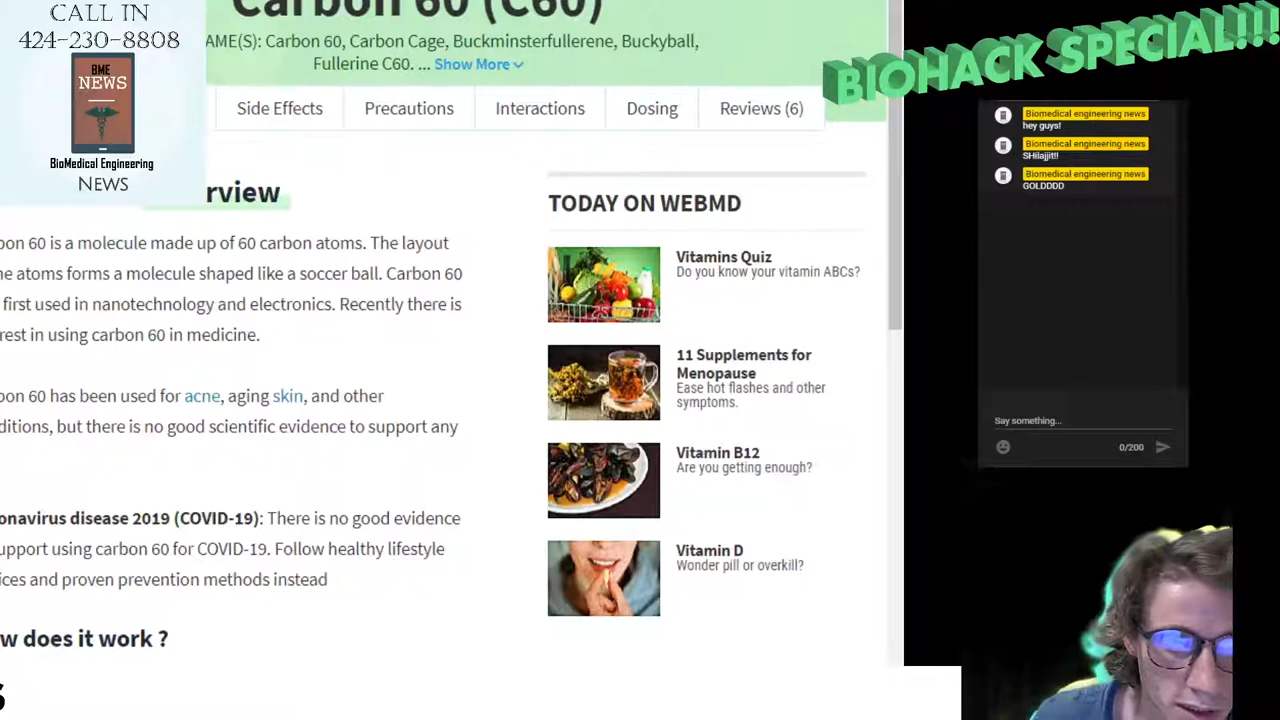 CALL IN
424-230-8808
BME
NEWS
BioMedical Engineering
NEWS
Carbon 60 (C60)
AME(S): Carbon 60, Carbon Cage, Buckminsterfullerene, Buckyball,
Fullerine C60. ... Show More
Side Effects
Precautions
Interactions
Dosing
Reviews (6)
rview
bon 60 is a molecule made up of 60 carbon atoms. The layout
ne atoms forms a molecule shaped like a soccer ball. Carbon 60
first used in nanotechnology and electronics. Recently there is
rest in using carbon 60 in medicine.
bon 60 has been used for acne, aging skin, and other
ditions, but there is no good scientific evidence to support any
onavirus disease 2019 (COVID-19): There is no good evidence
upport using carbon 60 for COVID-19. Follow healthy lifestyle
ices and proven prevention methods instead
w does it work ?
S
TODAY ON WEBMD
Vitamins Quiz
Do you know your vitamin ABCs?
11 Supplements for
Menopause
Ease hot flashes and other
symptoms.
Vitamin B12
Are you getting enough?
Vitamin D
Wonder pill or overkill?
BIOHACK SPECIAL!!!
Biomedical engineering news
hey guys!
Biomedical engineering news
SHilajjit!!
Biomedical engineering news
GOLDDDD
Say something...
0/200